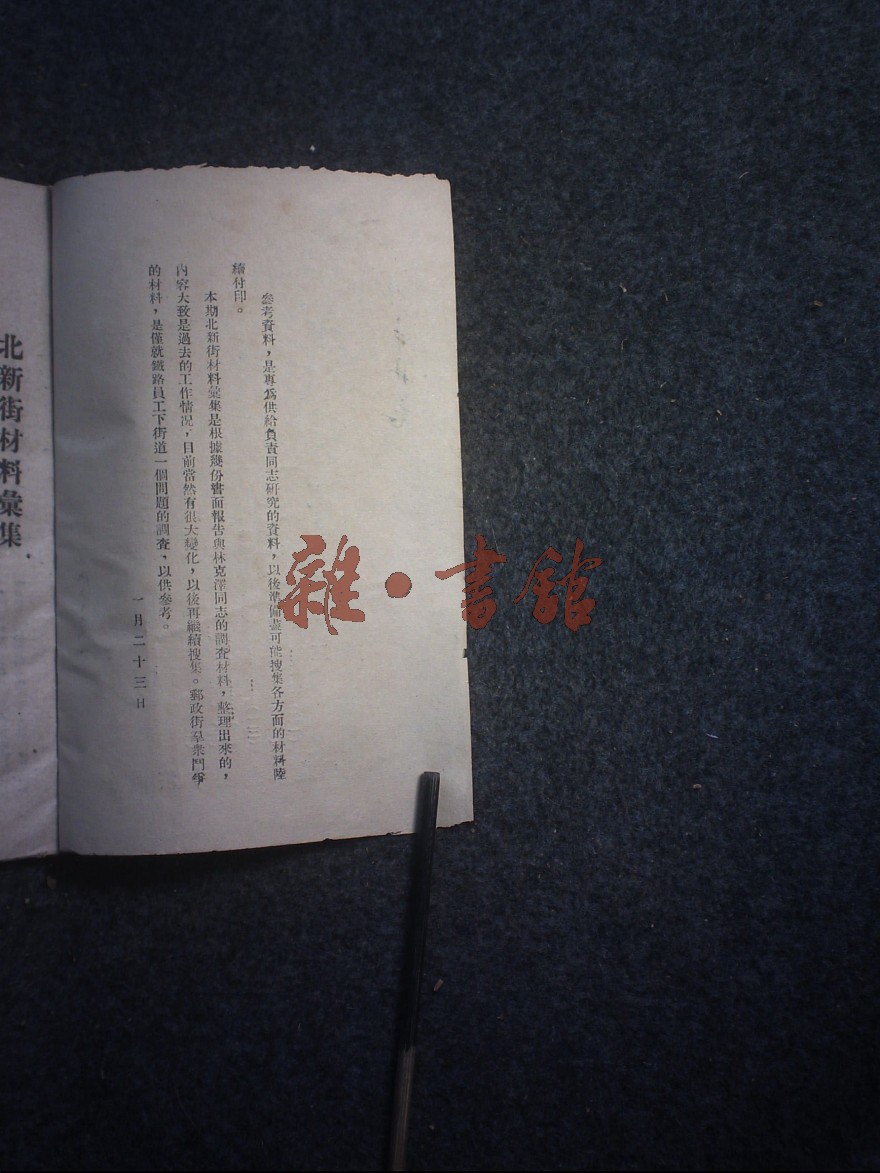 參考資料，是專爲供給負責同志研究的資料，以後準備盡可能搜集各方面的材料陸
續付印。
本期北新街材料彙集是根據幾份書面報告與林克澤同志的調查材料，整理出來的，
內容大致是過去的工作情況，目前當然有很大變化，以後再繼續搜集。郵政街羣衆鬥爭
的材料，是僅就鐵路員工下街道一個問題的調查、以供參考。
一月二十三日
北新街材料彙集
雜·書館